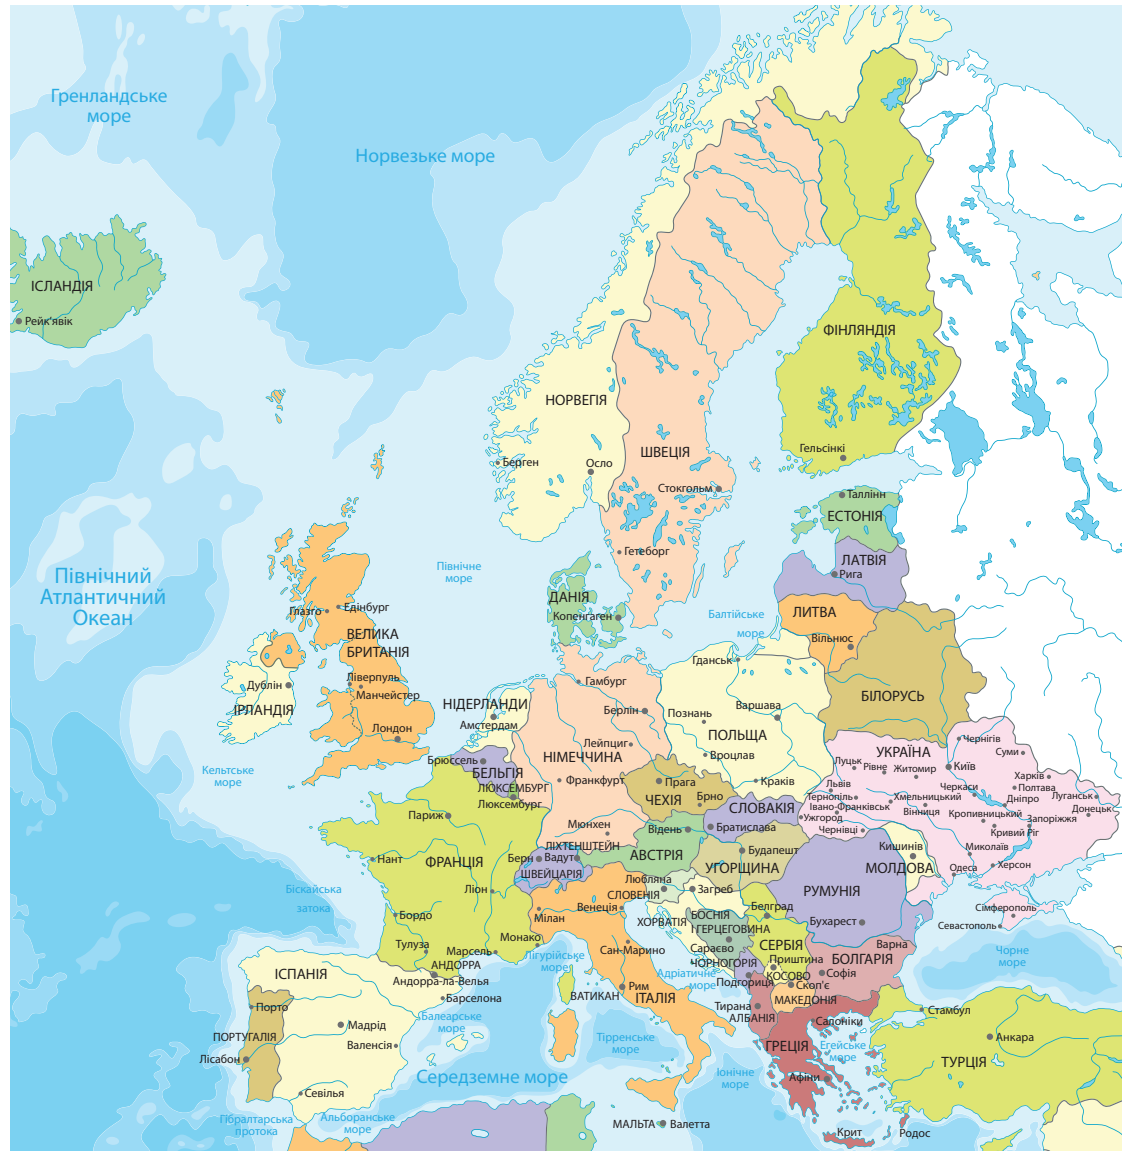 Гренландське
море
Норвезьке море
ІСЛАНДІЯ
Рейк'явік
ФІНЛЯНДІЯ
НОРВЕГІЯ
ШВЕЦІЯ
Гельсінкі
Берген
Осло
Стокгольм
Таллінн
ЕСТОНІЯ
Гетеборг
ЛАТВІЯ
Рига
Північне
море
Північний
Атлантичний
Океан
ДАНІЯ
Копенгаген
Балтійське
море
ЛИТВА
Вільнюс
Глазго
Едінбург
ВЕЛИКА
БРИТАНІЯ
Гданськ
Ліверпуль
Манчейстер
Дублін
ІРЛАНДІЯ
Гамбург
БІЛОРУСЬ
НІДЕРЛАНДИ
Амстердам
Берлін
Познань
Варшава
ПОЛЬЩА
Лондон
Лейпциг
Вроцлав
НІМЕЧЧИНА
Брюссель
БЕЛЬГІЯ
Франкфурт
ЛЮКСЕМБУРГ
Люксембург
Прага
Краків
ЧЕХІЯ
Брно
Кельтське
море
УКРАЇНА
Чернігів
Суми
Луцьк
Рівне
Житомир
Київ
Харків
Полтава
Львів
Черкаси
Луганськ
Тернопіль
Хмельницький
Дніпро
Івано-Франківськ
Донецьк
Ужгород
Вінниця
Кропивницький
Запоріжжя
Чернівці
Кривий Ріг
Миколаїв
Херсон
Одеса
Сімферополь
Севастополь
Париж
Мюнхен
Відень
СЛОВАКІЯ
Братислава
Нант
ФРАНЦІЯ
Берн
Вадут
ЛІХТЕНШТЕЙН
ШВЕЙЦАРІЯ
АВСТРІЯ
Будапешт
УГОРЩИНА
Кишинів
МОЛДОВА
Біскайська
затока
Ліон
Любляна
СЛОВЕНІЯ
Загреб
РУМУНІЯ
Бордо
Мілан
Венеція
ХОРВАТІЯ
БОСНІЯ
І ГЕРЦЕГОВИНА
Белград
Бухарест
Тулуза
Марсель
Монако
Сан-Марино
Сараєво
СЕРБІЯ
Варна
БОЛГАРІЯ
Чорне
море
АНДОРРА
Андорра-ла-Велья
Лігурійське
море
Адріатичне
море
ЧОРНОГОРІЯ
Подгориця
Приштина
КОСОВО
Софія
ІСПАНІЯ
Порто
Барселона
ВАТИКАН
Рим
ІТАЛІЯ
Скоп'є
МАКЕДОНІЯ
Тирана
АЛБАНІЯ
Стамбул
Мадрід
Балеарське
море
Салоніки
Анкара
ПОРТУГАЛІЯ
Валенсія
Тірренське
море
ГРЕЦІЯ
Егейське
море
ТУРЦІЯ
Лісабон
Середземне море
Іонічне
море
Афіни
Севілья
Гібралтарська
протока
Альборанське
море
МАЛЬТА
Валетта
Крит
Родос